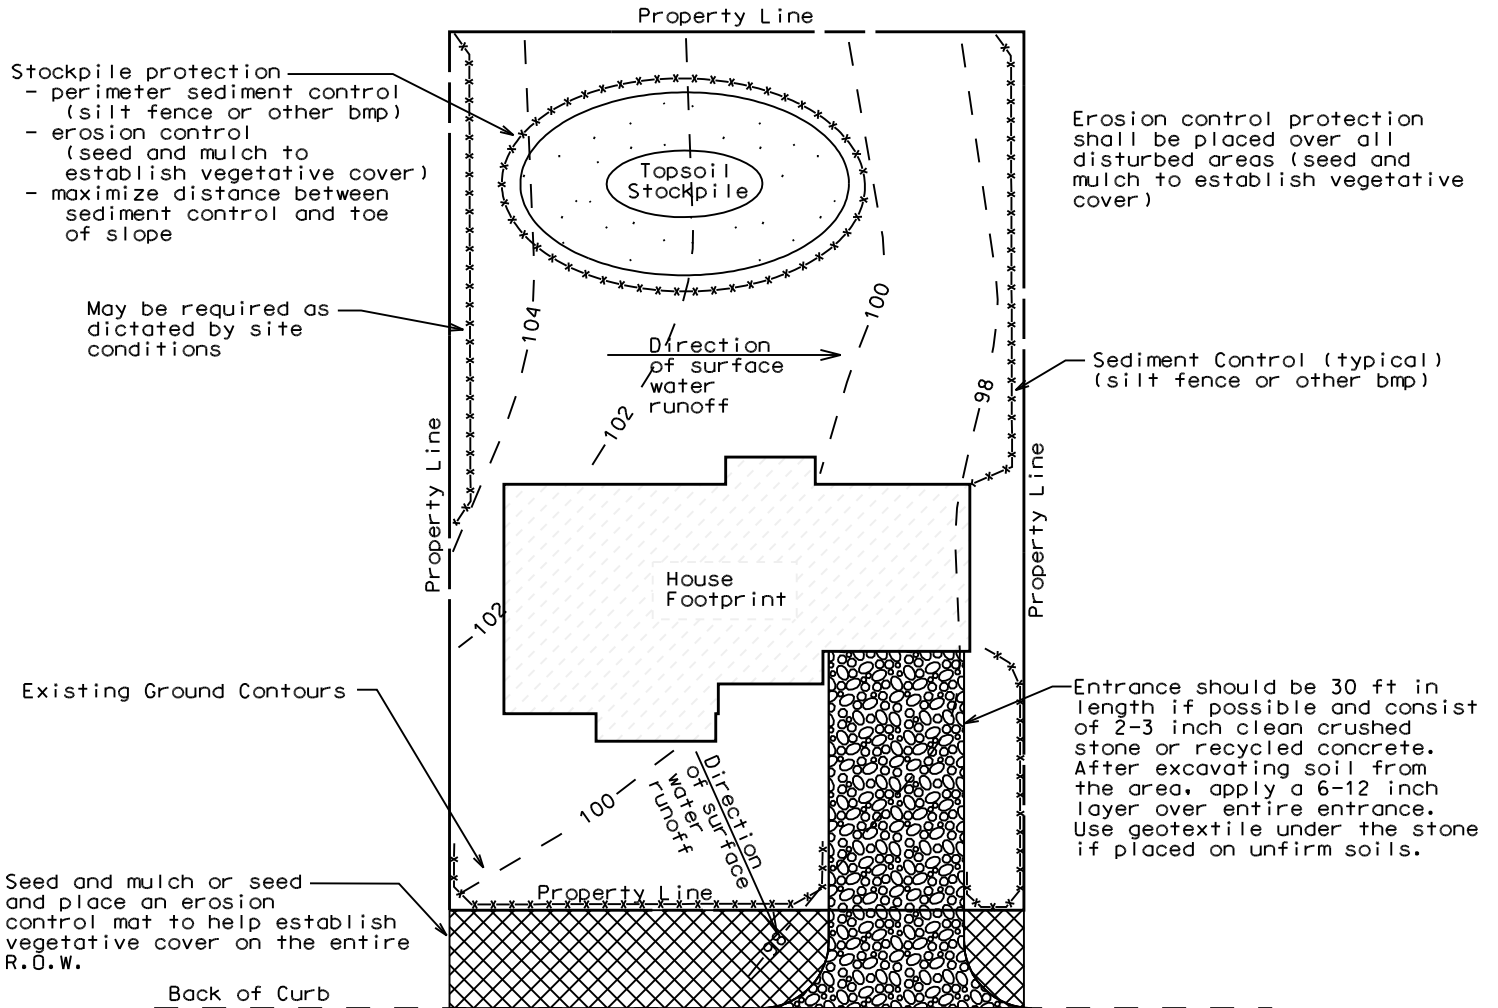 Property Line
Stockpile protection
- perimeter sediment control
(silt fence or other bmp)
- erosion control
(seed and mulch to
establish vegetative cover)
- maximize distance between
sediment control and toe
of slope
Erosion control protection
shall be placed over all
disturbed areas (seed and
mulch to establish vegetative
cover)
Topsoil
Stockpile
May be required as
dictated by site
conditions
104
100
Direction
of surface
water
runoff
98
102
Sediment Control (typical)
(silt fence or other bmp)
Property Line
Property Line
House
Footprint
102
Existing Ground Contours
Entrance should be 30 ft in
length if possible and consist
of 2-3 inch clean crushed
stone or recycled concrete.
After excavating soil from
the area, apply a 6-12 inch
layer over entire entrance.
Use geotextile under the stone
if placed on unfirm soils.
100
Direction
of surface
water
runoff
Seed and mulch or seed
and place an erosion
control mat to help establish
vegetative cover on the entire
R.O.W.
Property Line
98
Back of Curb